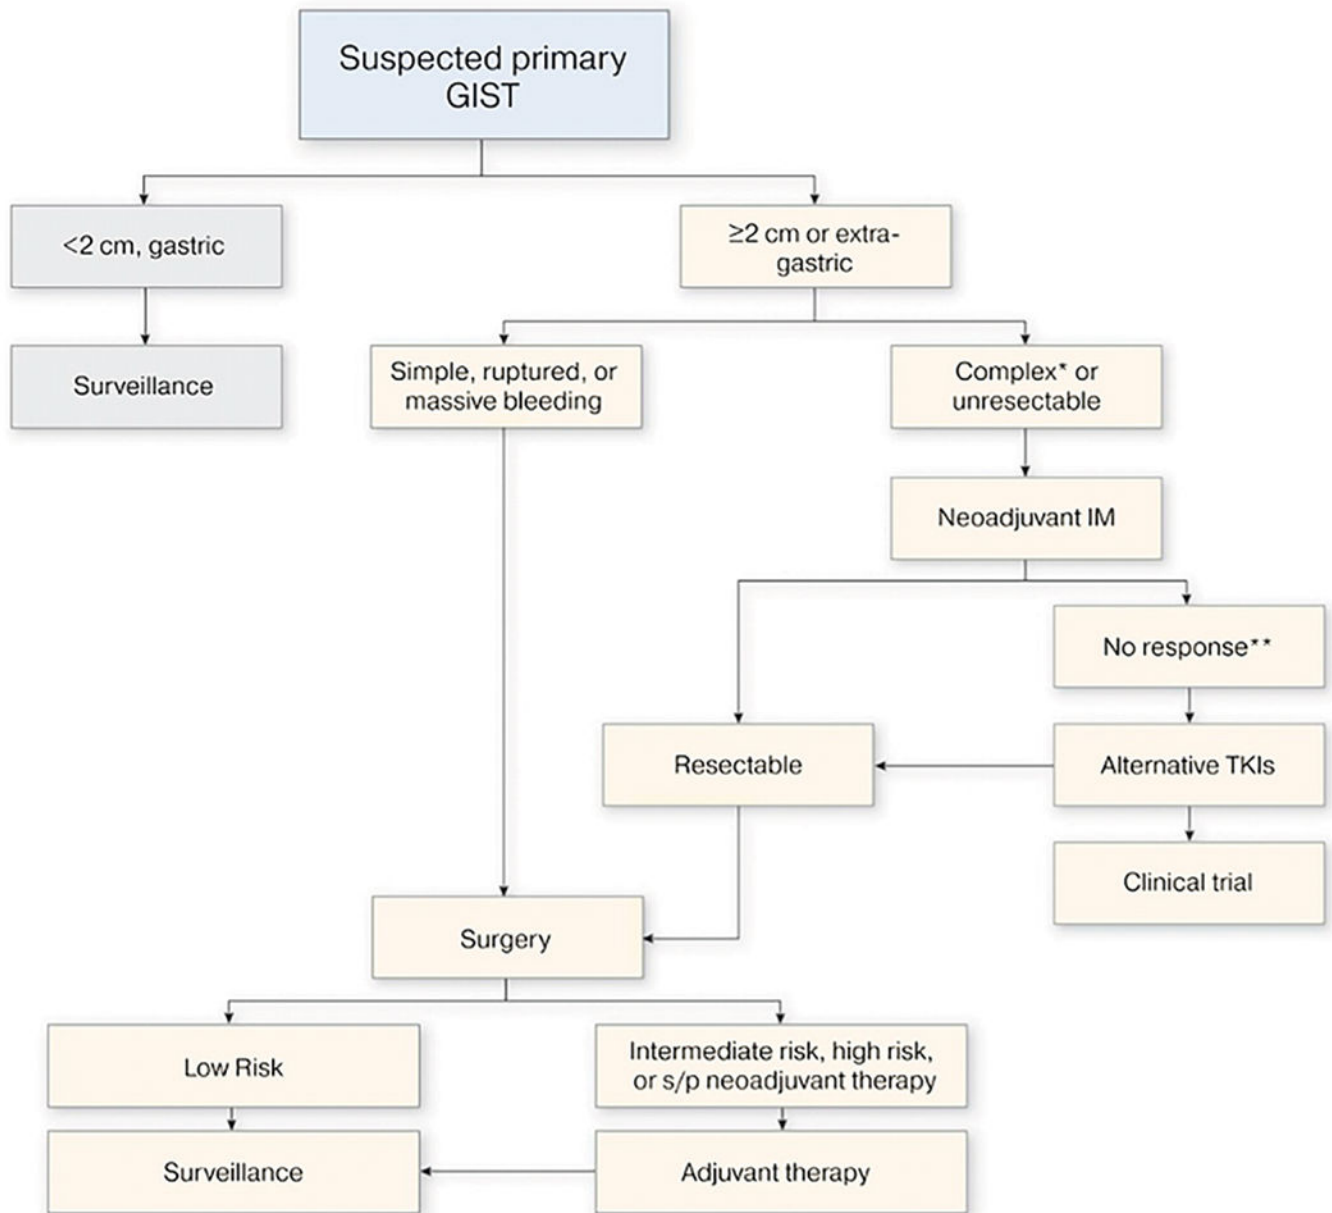 Suspected primary
GIST
<2 cm, gastric
≥2 cm or extra-
gastric
Surveillance
Simple, ruptured, or
massive bleeding
Complex* or
unresectable
Neoadjuvant IM
No response**
Resectable
Alternative TKIs
Clinical trial
Surgery
Low Risk
Intermediate risk, high risk,
or s/p neoadjuvant therapy
Surveillance
Adjuvant therapy